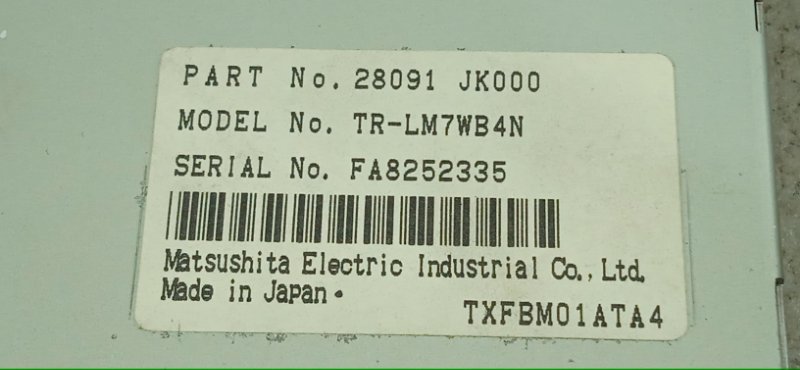 PART No. 28091 JK000
MODEL No. TR-LM7WB4N
SERIAL No. FA8252335
Matsushita Electric Industrial Co., Ltd.
Made in Japan.
TXFBM01ATA4